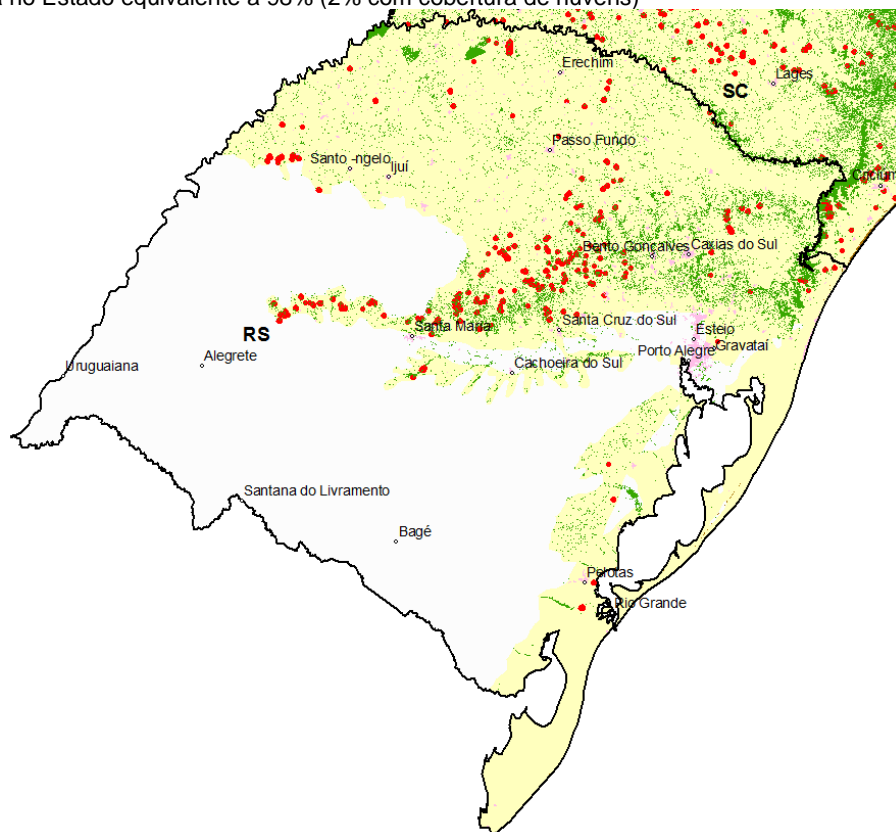 no Estado equivalente a 98% (2% com cobertura de nuvens)
Erechim
Lages
SC
Passo Fundo
Santo -ngelo
Ijuí
Criciúm
Bento Gonçalves
Caxias do Sul
RS
Santa Maria
Santa Cruz do Sul
Esteio
Gravataí
Porto Alegre
Uruguaiana
Alegrete
Cachoeira do Sul
Santana do Livramento
Bagé
Pelotas
Rio Grande